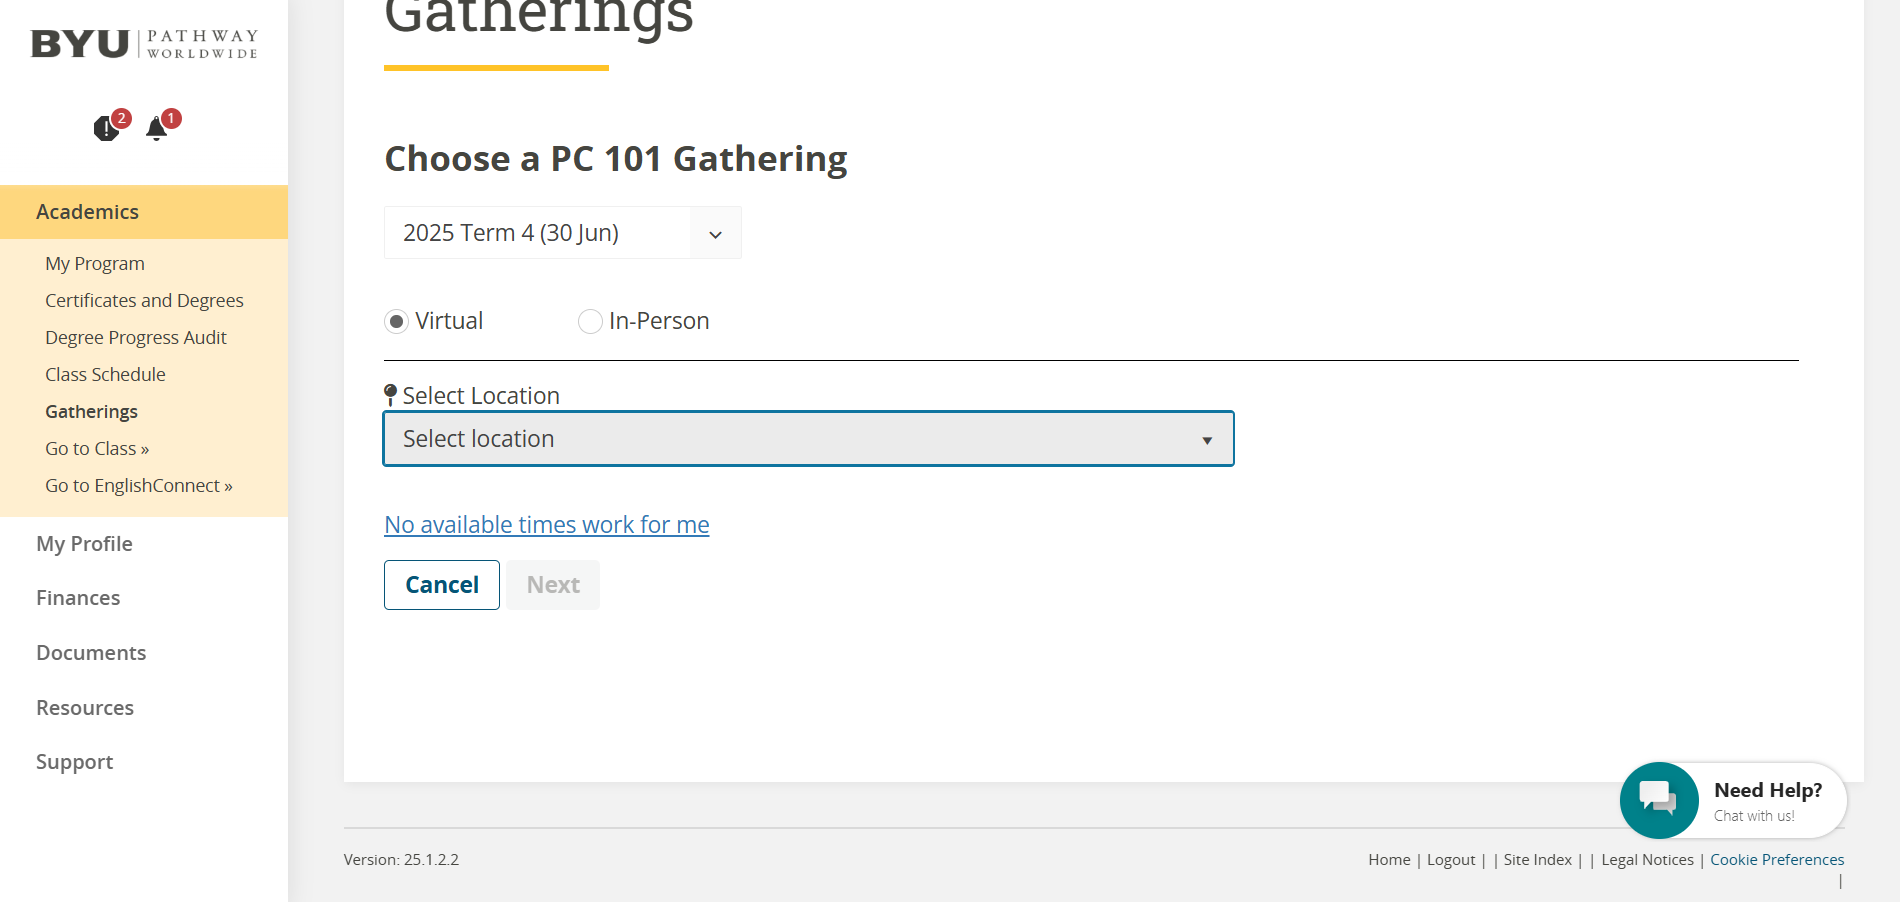 BYU PATHWAY
WORLDWIDE
2
1
Academics
My Program
Certificates and Degrees
Degree Progress Audit
Class Schedule
Gatherings
Go to Class »
Go to EnglishConnect »
My Profile
Finances
Documents
Resources
Support
Gatherings
Choose a PC 101 Gathering
2025 Term 4 (30 Jun)
Virtual In-Person
Select Location
Select location
No available times work for me
Cancel Next
Need Help?
Chat with us!
Version: 25.1.2.2
Home | Logout | | Site Index | | Legal Notices | Cookie Preferences
|